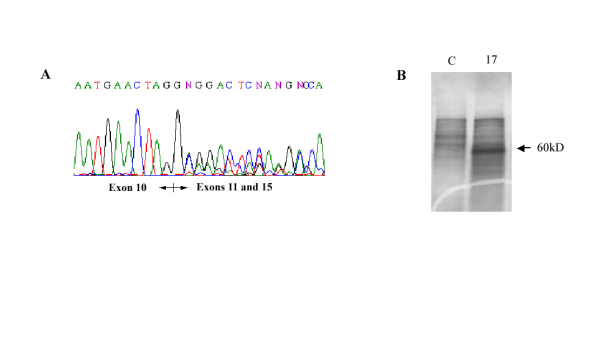 A
AATGAACTAGGNGGACTCNANGNCCA
Exon 10 Exons 11 and 15
B
C 17
60kD